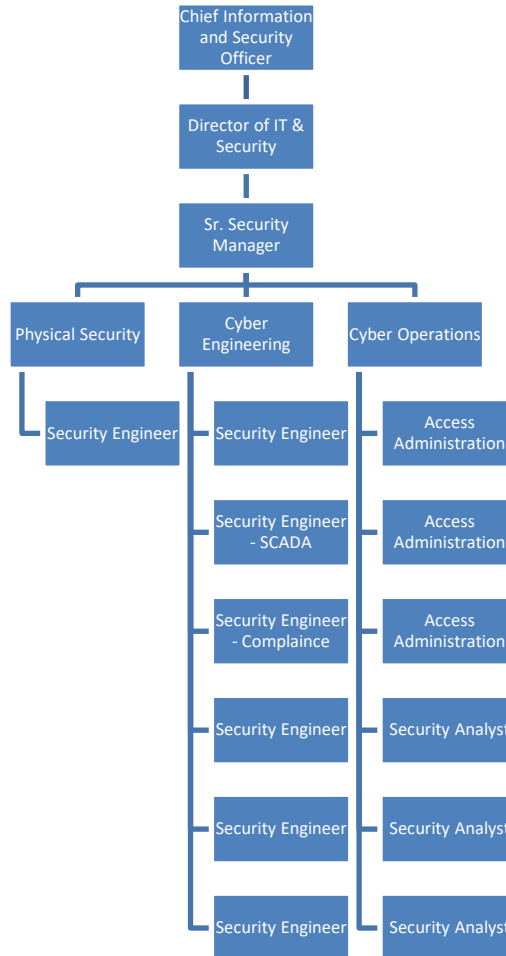 Chief Information
and Security
Officer
Director of IT &
Security
Sr. Security
Manager
Physical Security
Cyber
Engineering
Cyber Operations
Security Engineer
Security Engineer
Access
Administration
Security Engineer
- SCADA
Access
Administration
Security Engineer
- Complaince
Access
Administration
Security Engineer
Security Analyst
Security Engineer
Security Analyst
Security Engineer
Security Analyst